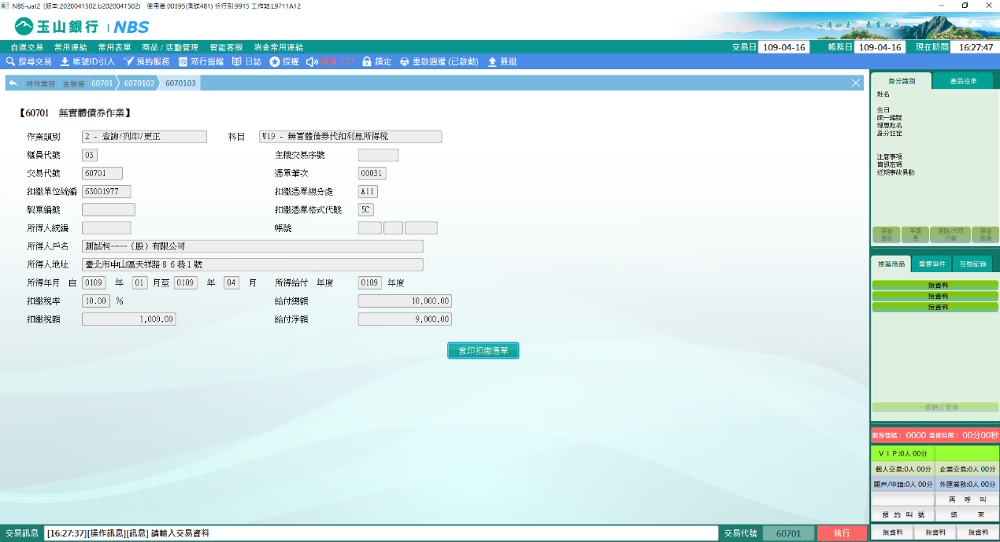 NBS-uat2 (版本:2020041502.b2020041502) 使用者:00395(測試481) 分行別:9915 工作站:L9711A12
玉山銀行 | NBS
心清如玉。 義重如山。
自選交易 常用連結 常用表單 商品 / 活動管理 智能客服 消金常用連結
交易日 109-04-16 帳務日 109-04-16 現在時間 16:27:47
搜尋交易 帳號ID引入 預約服務 蒞行提醒 日誌 授權 鎖定 重啟週邊 (已啟動) 簽退
特殊業務 金融債 60701 6070102 6070103
【60701 無實體債券作業】
作業類別 2 - 查詢/列印/更正 科目 W19 - 無實體債券代扣利息所得稅
櫃員代號 03 主機交易序號
交易代號 60701 憑單筆次 00031
扣繳單位統編 63001977 扣繳憑單總分處 A11
製單編號 扣繳憑單格式代號 5C
所得人統編 帳號
所得人戶名 測試柯一一（股）有限公司
所得人地址 臺北市中山區天祥路８６巷１號
所得年月 自 0109 年 01 月至 0109 年 04 月 所得給付 年度 0109 年度
扣繳稅率 10.00 % 給付總額 10,000.00
扣繳稅額 1,000.00 給付淨額 9,000.00
套印扣繳憑單
身分識別 產品往來
姓名
生日
統一編號
理專姓名
身分註記
注意事項
資訊密碼
近期事故異動
推薦商品 重要事件 互動記錄
無資料
無資料
無資料
一般轉介登錄
服務號碼： 0000 等候時間： 00分00秒
ＶＩＰ:0人 00分
個人交易:0人 00分 企業交易:0人 00分
開戶/申請:0人 00分 外匯業務:0人 00分
再 呼 叫
預 約 叫 號 結 束
無資料 無資料 無資料
交易訊息 [16:27:37][操作訊息][訊息] 請輸入交易資料 交易代號 60701 執行